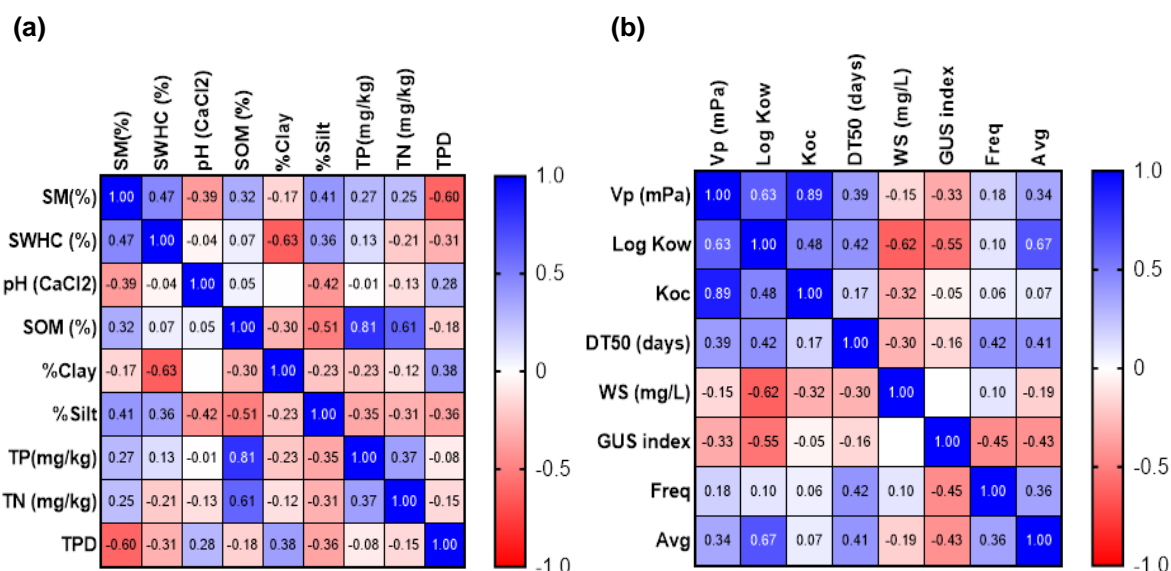 (a)
SM(%) SWHC (%) pH (CaCl2) SOM (%) %Clay %Silt TP(mg/kg) TN (mg/kg) TPD
SM(%) 1.00 0.47 -0.39 0.32 -0.17 0.41 0.27 0.25 -0.60
SWHC (%) 0.47 1.00 -0.04 0.07 -0.63 0.36 0.13 -0.21 -0.31
pH (CaCl2) -0.39 -0.04 1.00 0.05 -0.42 -0.01 -0.13 0.28
SOM (%) 0.32 0.07 0.05 1.00 -0.30 -0.51 0.81 0.61 -0.18
%Clay -0.17 -0.63 -0.30 1.00 -0.23 -0.23 -0.12 0.38
%Silt 0.41 0.36 -0.42 -0.51 -0.23 1.00 -0.35 -0.31 -0.36
TP(mg/kg) 0.27 0.13 -0.01 0.81 -0.23 -0.35 1.00 0.37 -0.08
TN (mg/kg) 0.25 -0.21 -0.13 0.61 -0.12 -0.31 0.37 1.00 -0.15
TPD -0.60 -0.31 0.28 -0.18 0.38 -0.36 -0.08 -0.15 1.00
1.0
0.5
0
-0.5
-1.0
(b)
Vp (mPa) Log Kow Koc DT50 (days) WS (mg/L) GUS index Freq Avg
Vp (mPa) 1.00 0.63 0.89 0.39 -0.15 -0.33 0.18 0.34
Log Kow 0.63 1.00 0.48 0.42 -0.62 -0.55 0.10 0.67
Koc 0.89 0.48 1.00 0.17 -0.32 -0.05 0.06 0.07
DT50 (days) 0.39 0.42 0.17 1.00 -0.30 -0.16 0.42 0.41
WS (mg/L) -0.15 -0.62 -0.32 -0.30 1.00 0.10 -0.19
GUS index -0.33 -0.55 -0.05 -0.16 1.00 -0.45 -0.43
Freq 0.18 0.10 0.06 0.42 0.10 -0.45 1.00 0.36
Avg 0.34 0.67 0.07 0.41 -0.19 -0.43 0.36 1.00
1.0
0.5
0
-0.5
-1.0